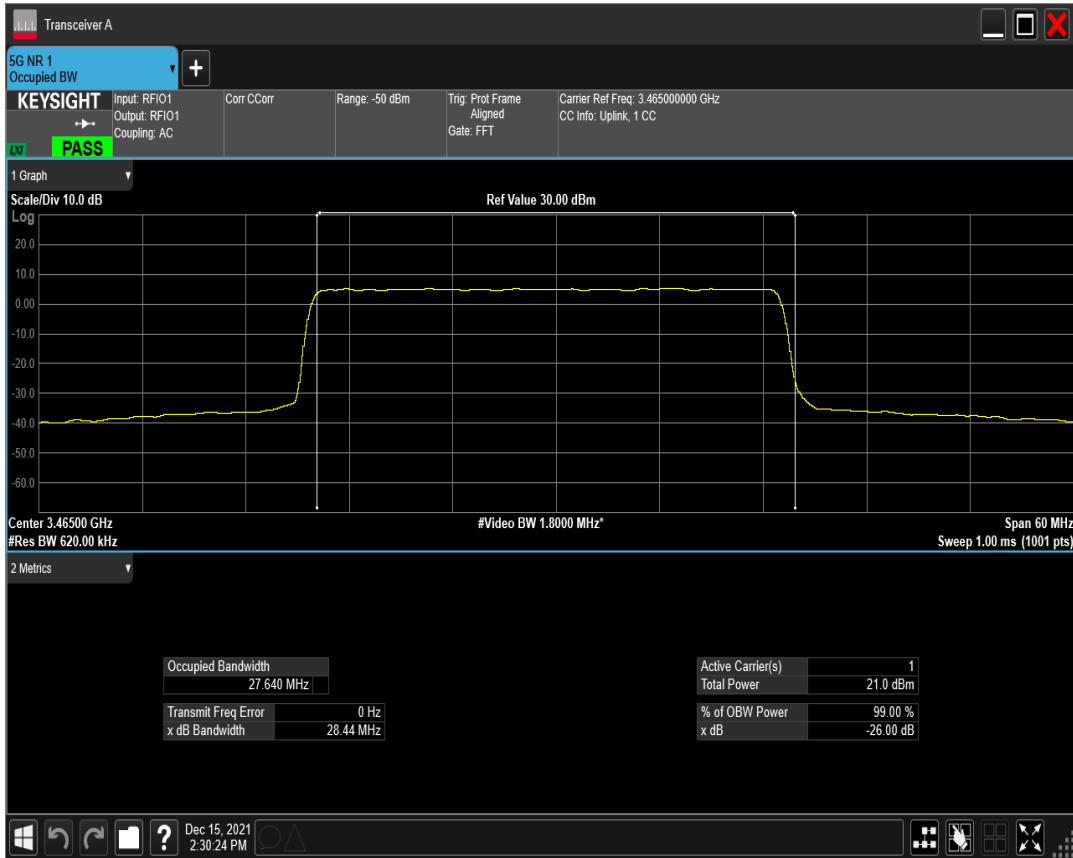 Transceiver A
5G NR 1
Occupied BW
KEYSIGHT
Input: RFIO1
Output: RFIO1
Coupling: AC
LXI
PASS
Corr CCorr
Range: -50 dBm
Trig: Prot Frame
Aligned
Gate: FFT
Carrier Ref Freq: 3.465000000 GHz
CC Info: Uplink, 1 CC
1 Graph
Scale/Div 10.0 dB
Ref Value 30.00 dBm
Log
20.0
10.0
0.00
-10.0
-20.0
-30.0
-40.0
-50.0
-60.0
Center 3.46500 GHz
#Video BW 1.8000 MHz*
Span 60 MHz
#Res BW 620.00 kHz
Sweep 1.00 ms (1001 pts)
2 Metrics
Occupied Bandwidth
27.640 MHz
Transmit Freq Error 0 Hz
x dB Bandwidth 28.44 MHz
Active Carrier(s) 1
Total Power 21.0 dBm
% of OBW Power 99.00 %
x dB -26.00 dB
?
Dec 15, 2021
2:30:24 PM